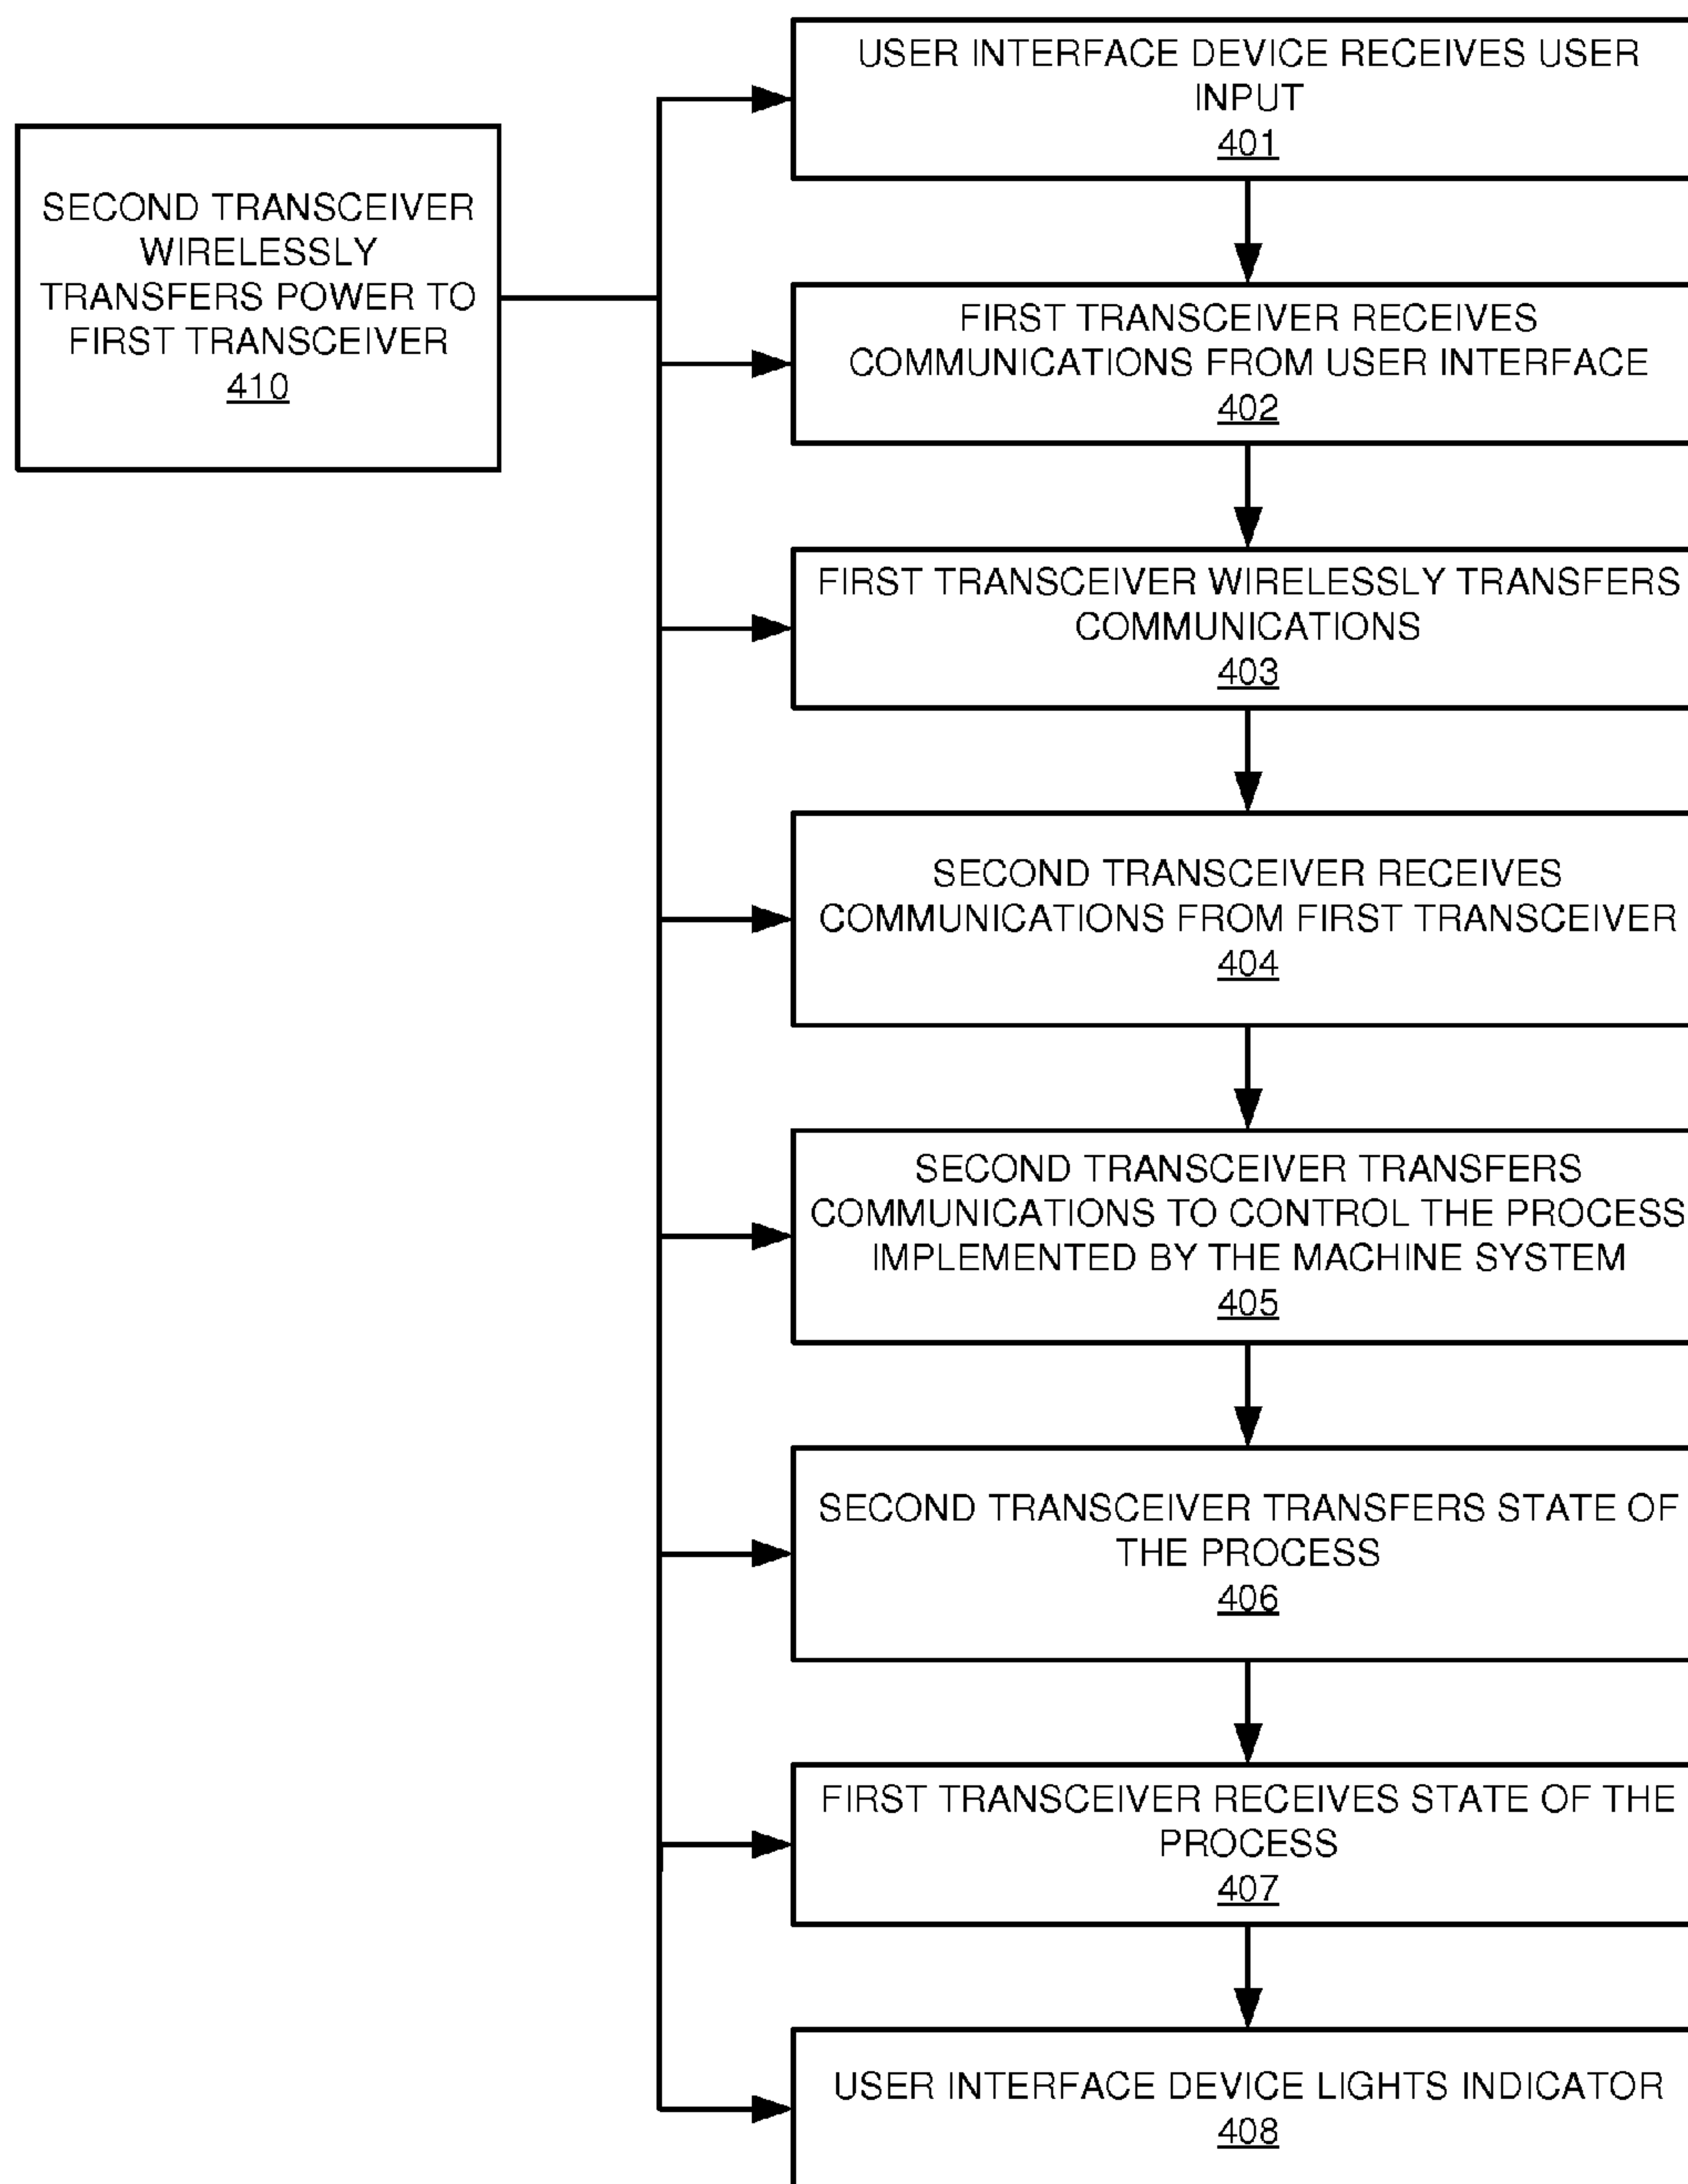 USER INTERFACE DEVICE RECEIVES USER
INPUT
401
SECOND TRANSCEIVER
WIRELESSLY
TRANSFERS POWER TO
FIRST TRANSCEIVER
410
FIRST TRANSCEIVER RECEIVES
COMMUNICATIONS FROM USER INTERFACE
402
FIRST TRANSCEIVER WIRELESSLY TRANSFERS
COMMUNICATIONS
403
SECOND TRANSCEIVER RECEIVES
COMMUNICATIONS FROM FIRST TRANSCEIVER
404
SECOND TRANSCEIVER TRANSFERS
COMMUNICATIONS TO CONTROL THE PROCESS
IMPLEMENTED BY THE MACHINE SYSTEM
405
SECOND TRANSCEIVER TRANSFERS STATE OF
THE PROCESS
406
FIRST TRANSCEIVER RECEIVES STATE OF THE
PROCESS
407
USER INTERFACE DEVICE LIGHTS INDICATOR
408